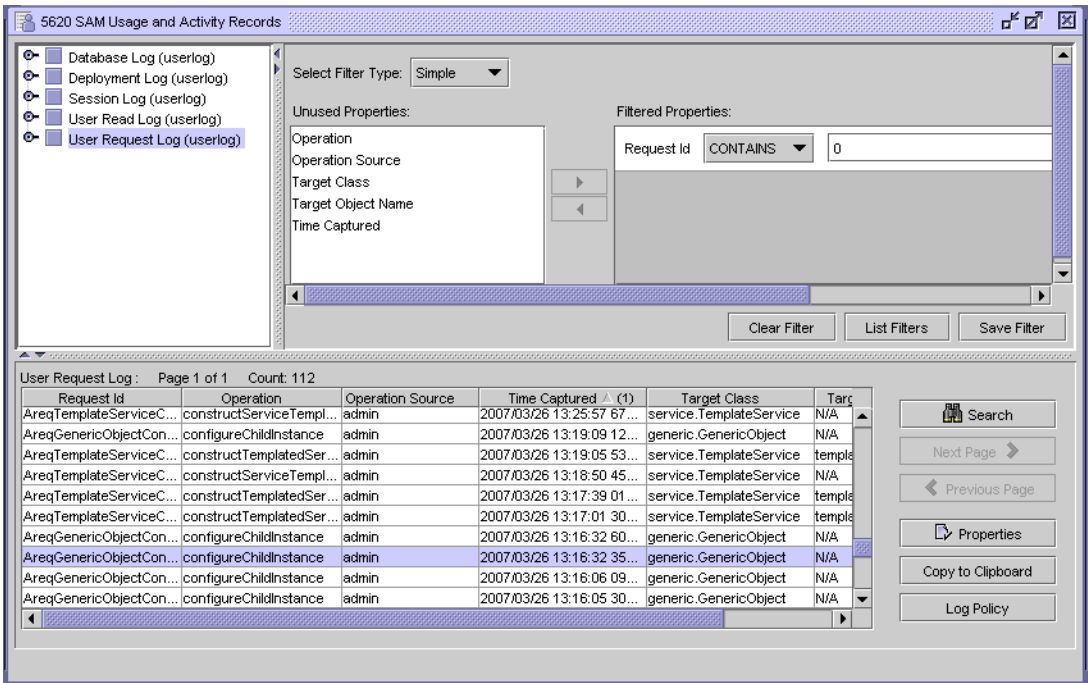 5620 SAM Usage and Activity Records
Database Log (userlog)
Deployment Log (userlog)
Session Log (userlog)
User Read Log (userlog)
User Request Log (userlog)
Select Filter Type: Simple
Unused Properties:
Operation
Operation Source
Target Class
Target Object Name
Time Captured
Filtered Properties:
Request Id CONTAINS 0
Clear Filter List Filters Save Filter
User Request Log : Page 1 of 1 Count: 112
Request Id Operation Operation Source Time Captured (1) Target Class Targ
AreqTemplateServiceC... constructServiceTempl... admin 2007/03/26 13:25:57 67... service.TemplateService N/A
AreqGenericObjectCon... configureChildInstance admin 2007/03/26 13:19:09 12... generic.GenericObject N/A
AreqTemplateServiceC... constructTemplatedSer... admin 2007/03/26 13:19:05 53... service.TemplateService templa
AreqTemplateServiceC... constructServiceTempl... admin 2007/03/26 13:18:50 45... service.TemplateService N/A
AreqTemplateServiceC... constructTemplatedSer... admin 2007/03/26 13:17:39 01... service.TemplateService templa
AreqTemplateServiceC... constructTemplatedSer... admin 2007/03/26 13:17:01 30... service.TemplateService templa
AreqGenericObjectCon... configureChildInstance admin 2007/03/26 13:16:32 60... generic.GenericObject N/A
AreqGenericObjectCon... configureChildInstance admin 2007/03/26 13:16:32 35... generic.GenericObject N/A
AreqGenericObjectCon... configureChildInstance admin 2007/03/26 13:16:06 09... generic.GenericObject N/A
AreqGenericObjectCon... configureChildInstance admin 2007/03/26 13:16:05 30... generic.GenericObject N/A
Search
Next Page
Previous Page
Properties
Copy to Clipboard
Log Policy